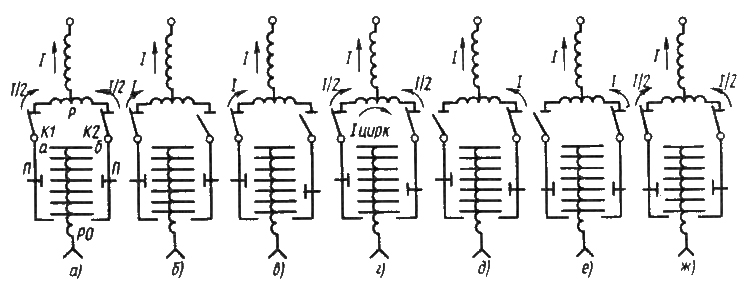 I I I I I I I
I/2 I/2 I I I/2 I/2 I I I/2 I/2
P
K1 K2 Iцирк
a б
П П
PO
а) б) в) г) д) е) ж)